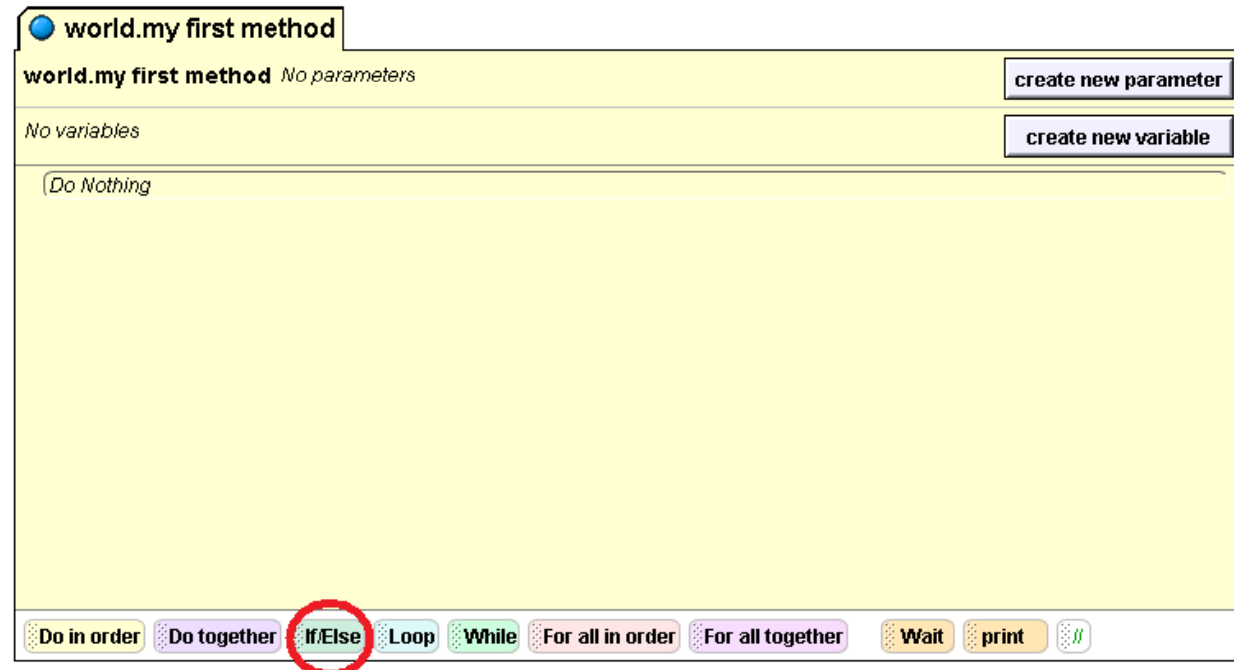 world.my first method
world.my first method No parameters create new parameter
No variables create new variable
Do Nothing
Do in order Do together If/Else Loop While For all in order For all together Wait print //